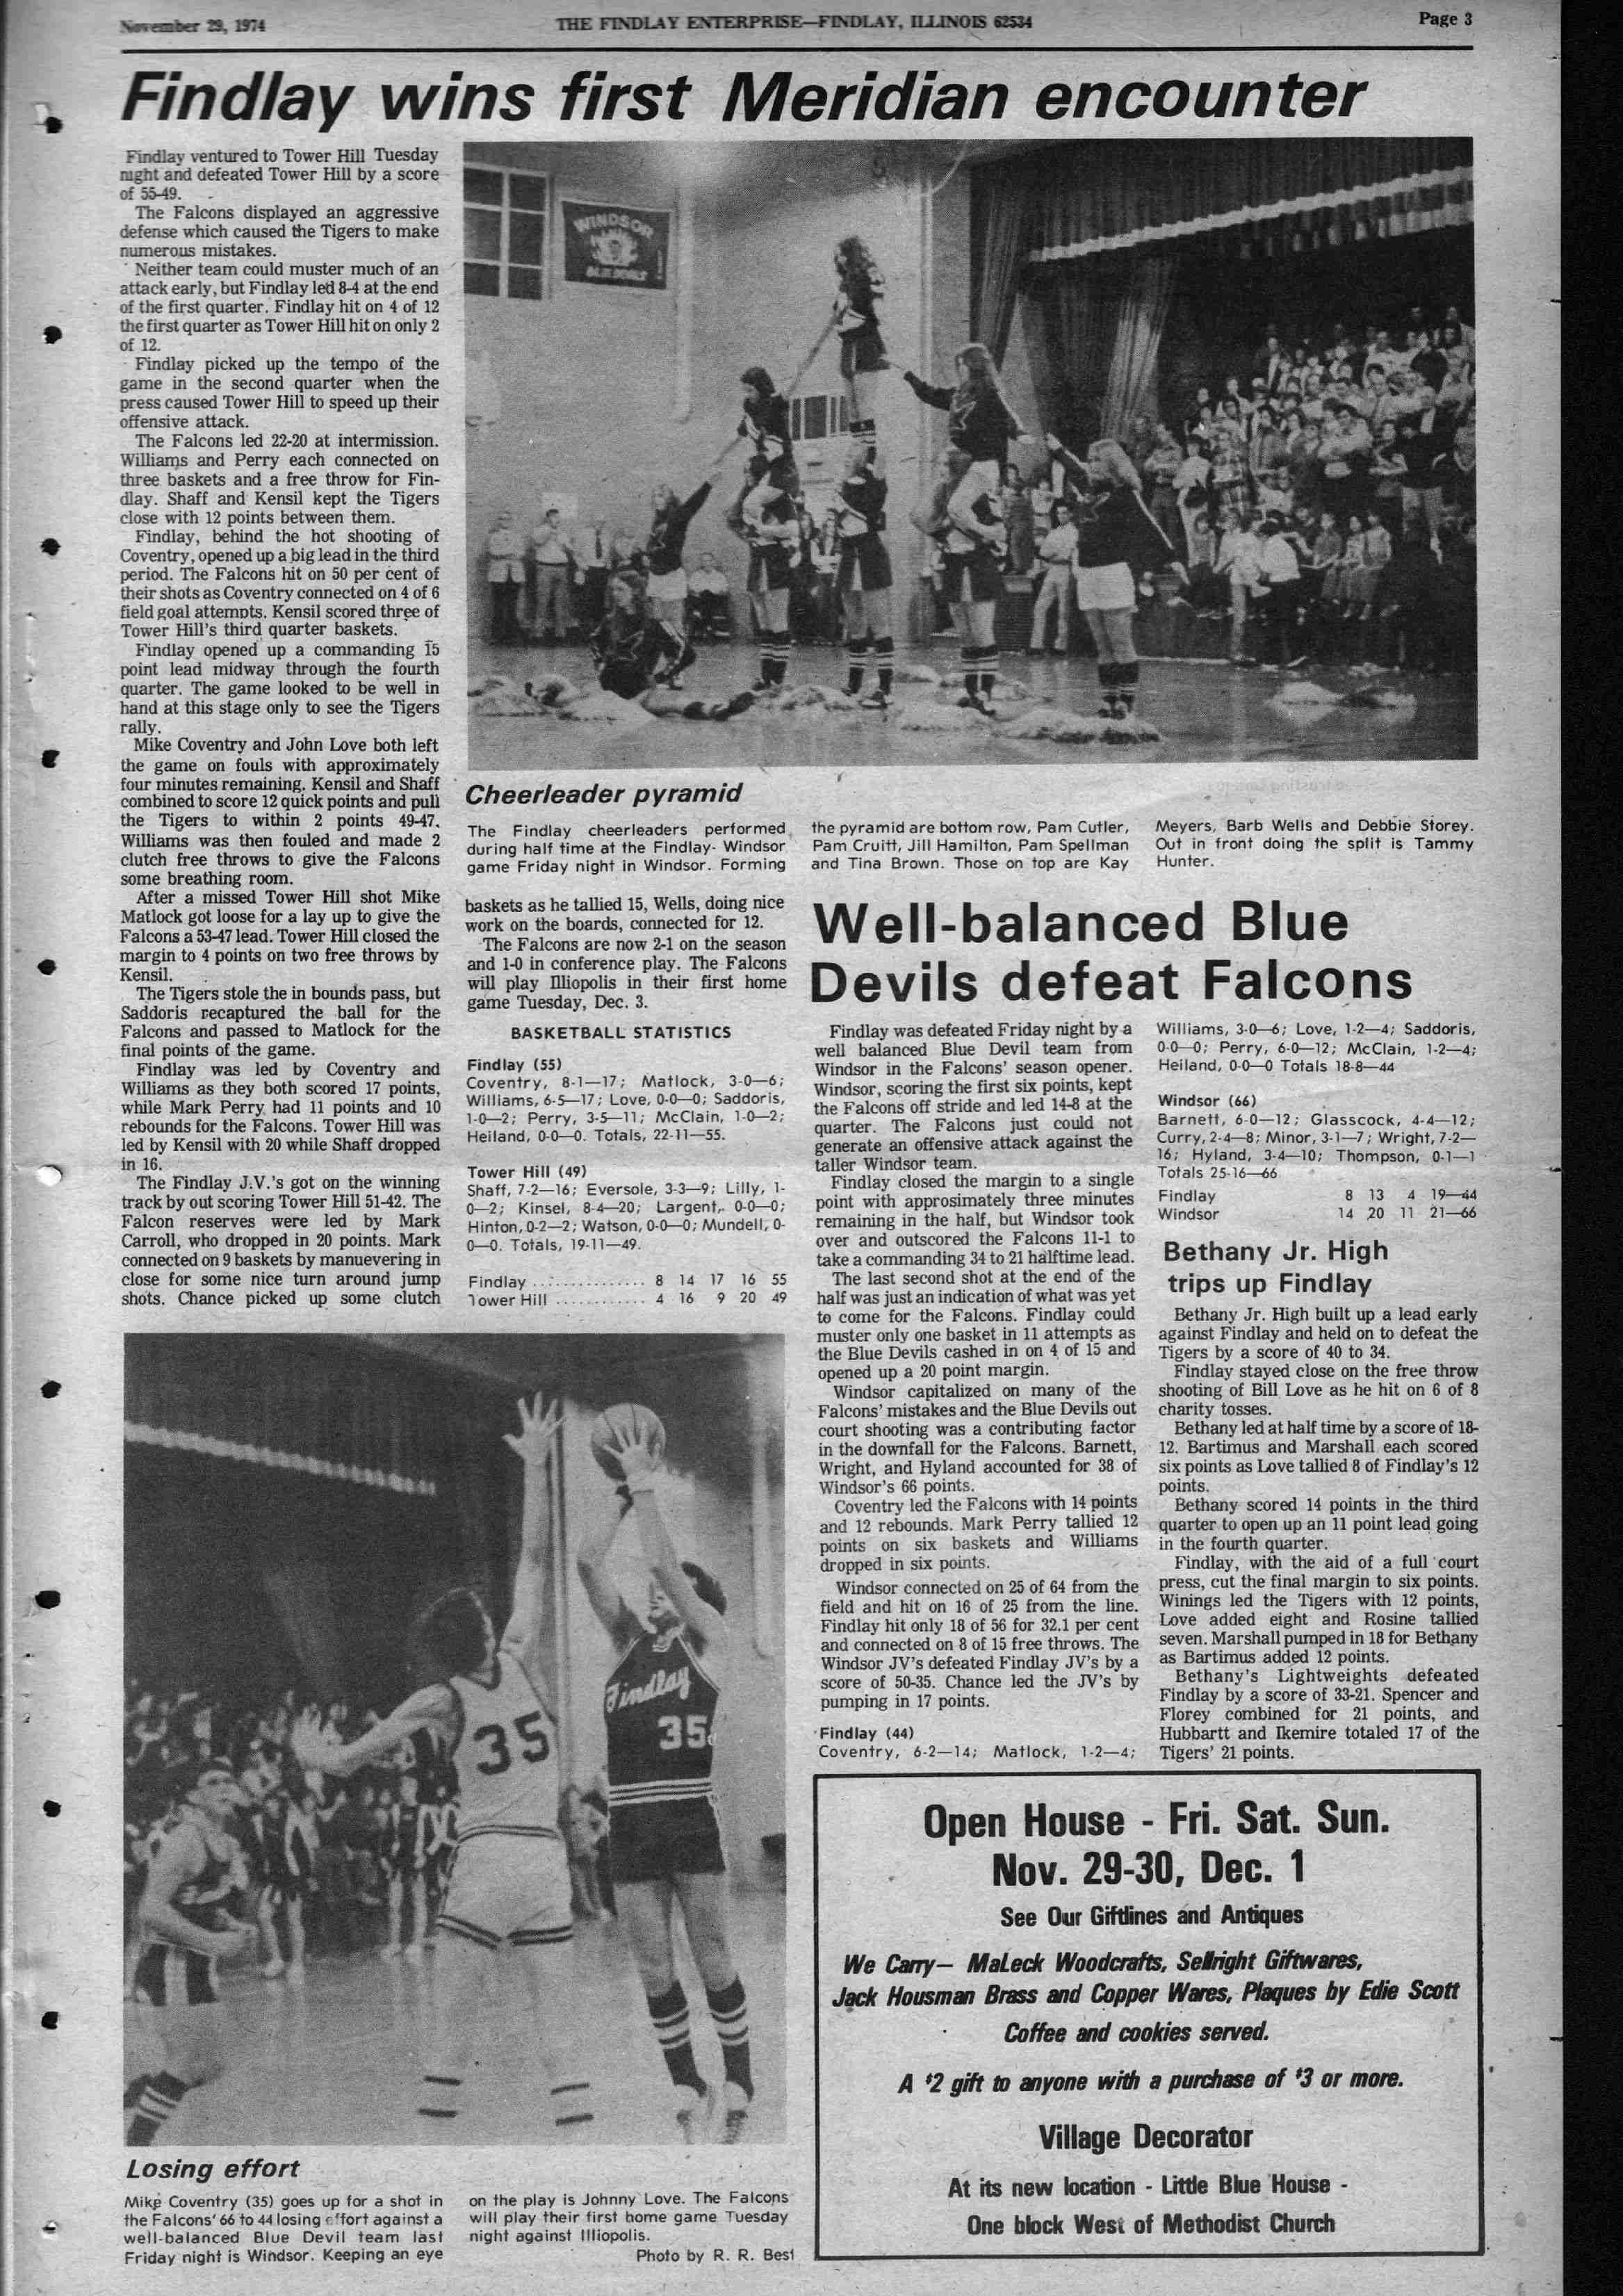 November 29, 1974
THE FINDLAY ENTERPRISE—FINDLAY, ILLINOIS 62534
Page 3
Findlay wins first Meridian encounter
Findlay ventured to Tower Hill Tuesday
night and defeated Tower Hill by a score
of 55-49.
The Falcons displayed an aggressive
defense which caused the Tigers to make
numerous mistakes.
Neither team could muster much of an
attack early, but Findlay led 8-4 at the end
of the first quarter. Findlay hit on 4 of 12
the first quarter as Tower Hill hit on only 2
of 12.
Findlay picked up the tempo of the
game in the second quarter when the
press caused Tower Hill to speed up their
offensive attack.
The Falcons led 22-20 at intermission.
Williams and Perry each connected on
three baskets and a free throw for Fin-
dlay. Shaff and Kensil kept the Tigers
close with 12 points between them.
Findlay, behind the hot shooting of
Coventry, opened up a big lead in the third
period. The Falcons hit on 50 per cent of
their shots as Coventry connected on 4 of 6
field goal attempts. Kensil scored three of
Tower Hill's third quarter baskets.
Findlay opened up a commanding 15
point lead midway through the fourth
quarter. The game looked to be well in
hand at this stage only to see the Tigers
rally.
Mike Coventry and John Love both left
the game on fouls with approximately
four minutes remaining. Kensil and Shaff
combined to score 12 quick points and pull
the Tigers to within 2 points 49-47.
Williams was then fouled and made 2
clutch free throws to give the Falcons
some breathing room.
After a missed Tower Hill shot Mike
Matlock got loose for a lay up to give the
Falcons a 53-47 lead. Tower Hill closed the
margin to 4 points on two free throws by
Kensil.
The Tigers stole the in bounds pass, but
Saddoris recaptured the ball for the
Falcons and passed to Matlock for the
final points of the game.
Findlay was led by Coventry and
Williams as they both scored 17 points,
while Mark Perry had 11 points and 10
rebounds for the Falcons. Tower Hill was
led by Kensil with 20 while Shaff dropped
in 16.
The Findlay J.V.'s got on the winning
track by out scoring Tower Hill 51-42. The
Falcon reserves were led by Mark
Carroll, who dropped in 20 points. Mark
connected on 9 baskets by manuevering in
close for some nice turn around jump
shots. Chance picked up some clutch
WINDSOR
BLUE DEVILS
Cheerleader pyramid
The Findlay cheerleaders performed
during half time at the Findlay- Windsor
game Friday night in Windsor. Forming
the pyramid are bottom row, Pam Cutler,
Pam Cruitt, Jill Hamilton, Pam Spellman
and Tina Brown. Those on top are Kay
Meyers, Barb Wells and Debbie Storey.
Out in front doing the split is Tammy
Hunter.
baskets as he tallied 15, Wells, doing nice
work on the boards, connected for 12.
The Falcons are now 2-1 on the season
and 1-0 in conference play. The Falcons
will play Illiopolis in their first home
game Tuesday, Dec. 3.
BASKETBALL STATISTICS
Findlay (55)
Coventry, 8-1—17; Matlock, 3-0—6;
Williams, 6-5—17; Love, 0-0—0; Saddoris,
1-0—2; Perry, 3-5—11; McClain, 1-0—2;
Heiland, 0-0—0. Totals, 22-11—55.
Tower Hill (49)
Shaff, 7-2—16; Eversole, 3-3—9; Lilly, 1-
0—2; Kinsel, 8-4—20; Largent, 0-0—0;
Hinton, 0-2—2; Watson, 0-0—0; Mundell, 0-
0—0. Totals, 19-11—49.
Findlay ............... 8 14 17 16 55
Tower Hill ............ 4 16 9 20 49
Well-balanced Blue
Devils defeat Falcons
Findlay was defeated Friday night by a
well balanced Blue Devil team from
Windsor in the Falcons' season opener.
Windsor, scoring the first six points, kept
the Falcons off stride and led 14-8 at the
quarter. The Falcons just could not
generate an offensive attack against the
taller Windsor team.
Findlay closed the margin to a single
point with approsimately three minutes
remaining in the half, but Windsor took
over and outscored the Falcons 11-1 to
take a commanding 34 to 21 halftime lead.
The last second shot at the end of the
half was just an indication of what was yet
to come for the Falcons. Findlay could
muster only one basket in 11 attempts as
the Blue Devils cashed in on 4 of 15 and
opened up a 20 point margin.
Windsor capitalized on many of the
Falcons' mistakes and the Blue Devils out
court shooting was a contributing factor
in the downfall for the Falcons. Barnett,
Wright, and Hyland accounted for 38 of
Windsor's 66 points.
Coventry led the Falcons with 14 points
and 12 rebounds. Mark Perry tallied 12
points on six baskets and Williams
dropped in six points.
Windsor connected on 25 of 64 from the
field and hit on 16 of 25 from the line.
Findlay hit only 18 of 56 for 32.1 per cent
and connected on 8 of 15 free throws. The
Windsor JV's defeated Findlay JV's by a
score of 50-35. Chance led the JV's by
pumping in 17 points.
Findlay (44)
Coventry, 6-2—14; Matlock, 1-2—4;
Williams, 3-0—6; Love, 1-2—4; Saddoris,
0-0—0; Perry, 6-0—12; McClain, 1-2—4;
Heiland, 0-0—0 Totals 18-8—44
Windsor (66)
Barnett, 6-0—12; Glasscock, 4-4—12;
Curry, 2-4—8; Minor, 3-1—7; Wright, 7-2—
16; Hyland, 3-4—10; Thompson, 0-1—1
Totals 25-16—66
Findlay 8 13 4 19—44
Windsor 14 20 11 21—66
Bethany Jr. High
trips up Findlay
Bethany Jr. High built up a lead early
against Findlay and held on to defeat the
Tigers by a score of 40 to 34.
Findlay stayed close on the free throw
shooting of Bill Love as he hit on 6 of 8
charity tosses.
Bethany led at half time by a score of 18-
12. Bartimus and Marshall each scored
six points as Love tallied 8 of Findlay's 12
points.
Bethany scored 14 points in the third
quarter to open up an 11 point lead going
in the fourth quarter.
Findlay, with the aid of a full court
press, cut the final margin to six points.
Winings led the Tigers with 12 points,
Love added eight and Rosine tallied
seven. Marshall pumped in 18 for Bethany
as Bartimus added 12 points.
Bethany's Lightweights defeated
Findlay by a score of 33-21. Spencer and
Florey combined for 21 points, and
Hubbartt and Ikemire totaled 17 of the
Tigers' 21 points.
35
Findlay
35
Losing effort
Mike Coventry (35) goes up for a shot in
the Falcons' 66 to 44 losing effort against a
well-balanced Blue Devil team last
Friday night is Windsor. Keeping an eye
on the play is Johnny Love. The Falcons
will play their first home game Tuesday
night against Illiopolis.
Photo by R. R. Best
Open House - Fri. Sat. Sun.
Nov. 29-30, Dec. 1
See Our Giftlines and Antiques
We Carry— MaLeck Woodcrafts, Sellright Giftwares,
Jack Housman Brass and Copper Wares, Plaques by Edie Scott
Coffee and cookies served.
A $2 gift to anyone with a purchase of $3 or more.
Village Decorator
At its new location - Little Blue House -
One block West of Methodist Church